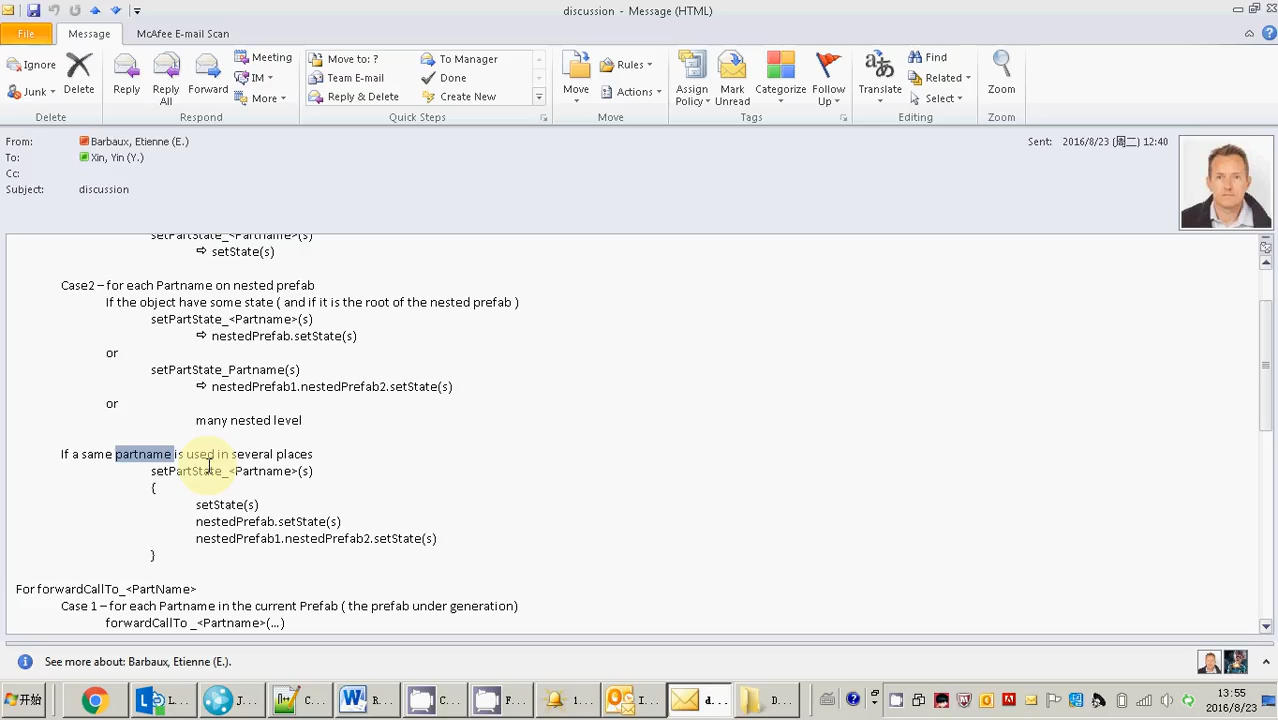 discussion - Message (HTML)
File
Message
McAfee E-mail Scan
Ignore
Junk
Delete
Delete
Reply
Reply All
Forward
Meeting
IM
More
Respond
Move to: ?
Team E-mail
Reply & Delete
To Manager
Done
Create New
Quick Steps
Move
Rules
Actions
Move
Assign Policy
Mark Unread
Categorize
Follow Up
Tags
Translate
Find
Related
Select
Editing
Zoom
Zoom
From: Barbaux, Etienne (E.)
Sent: 2016/8/23 (周二) 12:40
To: Xin, Yin (Y.)
Cc:
Subject: discussion
setPartState_<Partname>(s)
⇨ setState(s)
Case2 – for each Partname on nested prefab
If the object have some state ( and if it is the root of the nested prefab )
setPartState_<Partname>(s)
⇨ nestedPrefab.setState(s)
or
setPartState_Partname(s)
⇨ nestedPrefab1.nestedPrefab2.setState(s)
or
many nested level
If a same partname is used in several places
setPartState_<Partname>(s)
{
setState(s)
nestedPrefab.setState(s)
nestedPrefab1.nestedPrefab2.setState(s)
}
For forwardCallTo_<PartName>
Case 1 – for each Partname in the current Prefab ( the prefab under generation)
forwardCallTo _<Partname>(...)
See more about: Barbaux, Etienne (E.).
开始
L...
J...
C...
R...
C...
F...
1...
I...
d...
D...
13:55
2016/8/23